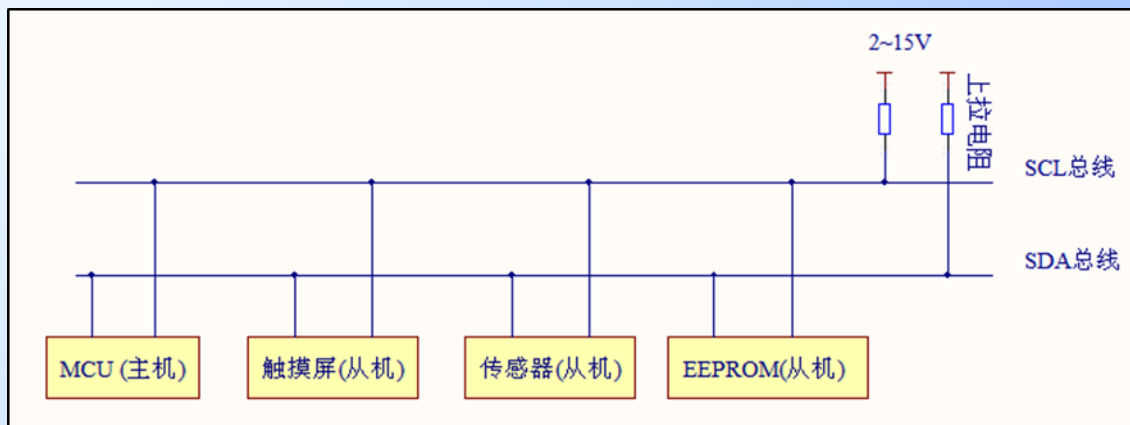 2~15V
上拉电阻
SCL总线
SDA总线
MCU (主机)
触摸屏(从机)
传感器(从机)
EEPROM(从机)